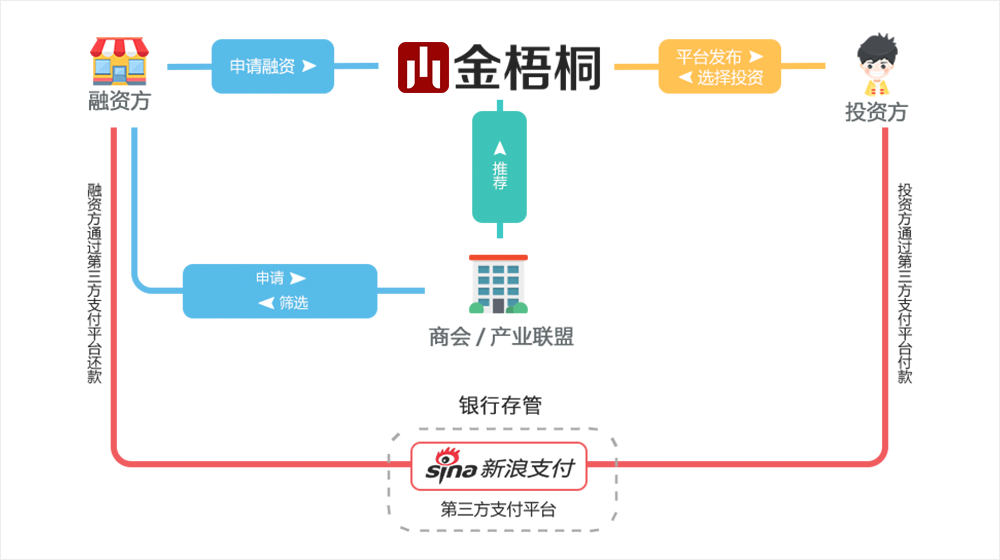 申请融资
金梧桐
平台发布
选择投资
融资方
投资方
推荐
融资方通过第三方支付平台还款
投资方通过第三方支付平台付款
申请
筛选
商会 / 产业联盟
银行存管
sina 新浪支付
第三方支付平台